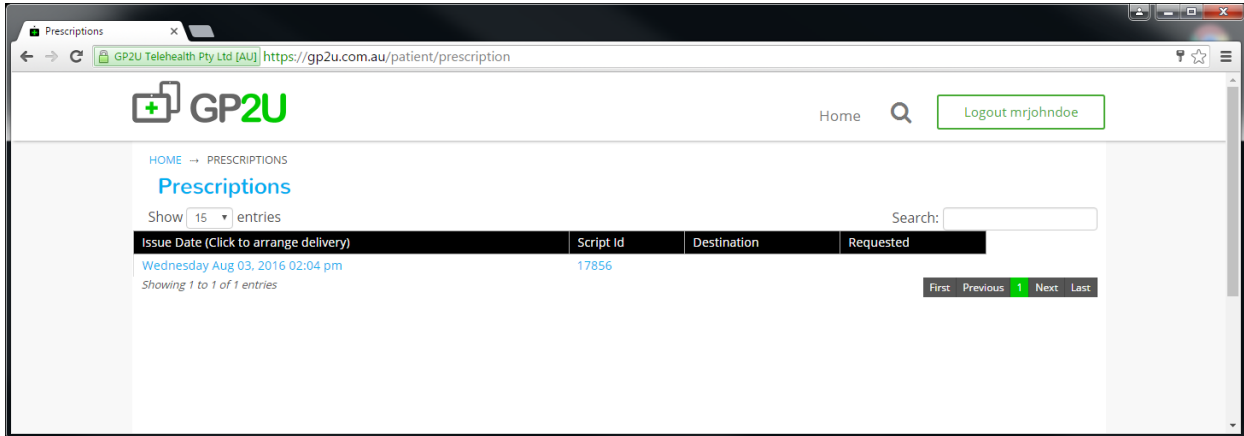 Prescriptions
GP2U Telehealth Pty Ltd [AU] https://gp2u.com.au/patient/prescription
GP2U
Home
Logout mrjohndoe
HOME → PRESCRIPTIONS
Prescriptions
Show 15 entries
Search:
Issue Date (Click to arrange delivery) Script Id Destination Requested
Wednesday Aug 03, 2016 02:04 pm 17856
Showing 1 to 1 of 1 entries
First Previous 1 Next Last